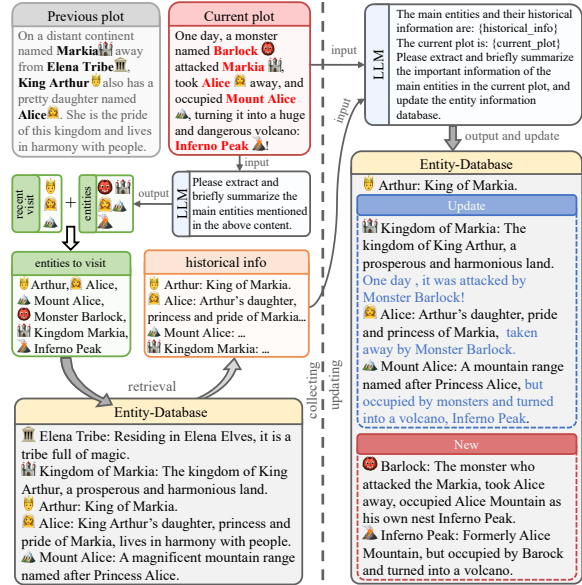 Previous plot
On a distant continent
named Markia away
from Elena Tribe,
King Arthur also has a
pretty daughter named
Alice. She is the pride
of this kingdom and lives
in harmony with people.
Current plot
One day, a monster
named Barlock
attacked Markia,
took Alice away, and
occupied Mount Alice
, turning it into a huge
and dangerous volcano:
Inferno Peak!
input
input
LLM
The main entities and their historical
information are: {historical_info}
The current plot is: {current_plot}
Please extract and briefly summarize
the important information of the
main entities in the current plot, and
update the entity information
database.
input
output
LLM
Please extract and
briefly summarize the
main entities mentioned
in the above content.
recent
visit
+
entities
entities to visit
Arthur, Alice,
Mount Alice,
Monster Barlock,
Kingdom Markia,
Inferno Peak
historical info
Arthur: King of Markia.
Alice: Arthur's daughter,
princess and pride of Markia...
Mount Alice: ...
Kingdom Markia: ...
retrieval
Entity-Database
Elena Tribe: Residing in Elena Elves, it is a
tribe full of magic.
Kingdom of Markia: The kingdom of King
Arthur, a prosperous and harmonious land.
Arthur: King of Markia.
Alice: King Arthur's daughter, princess and
pride of Markia, lives in harmony with people.
Mount Alice: A magnificent mountain range
named after Princess Alice.
collecting
updating
output and update
Entity-Database
Arthur: King of Markia.
Update
Kingdom of Markia: The
kingdom of King Arthur, a
prosperous and harmonious land.
One day , it was attacked by
Monster Barlock!
Alice: Arthur's daughter, pride
and princess of Markia, taken
away by Monster Barlock.
Mount Alice: A mountain range
named after Princess Alice, but
occupied by monsters and turned
into a volcano, Inferno Peak.
New
Barlock: The monster who
attacked the Markia, took Alice
away, occupied Alice Mountain as
his own nest Inferno Peak.
Inferno Peak: Formerly Alice
Mountain, but occupied by Barock
and turned into a volcano.